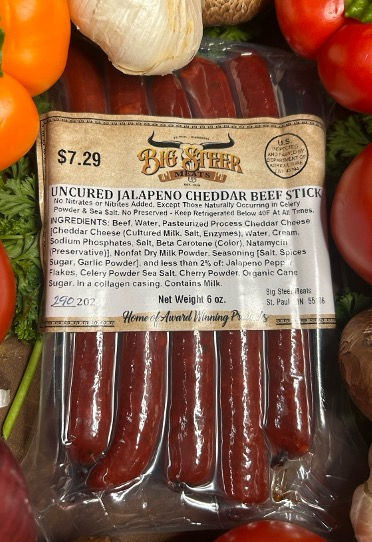 $7.29
BIG STEER
MEATS
U.S.
INSPECTED
AND PASSED BY
DEPARTMENT OF
AGRICULTURE
UNCURED JALAPENO CHEDDAR BEEF STICK
No Nitrates or Nitrites Added. Except Those Naturally Occurring in Celery
Powder & Sea Salt. No Preserved - Keep Refrigerated Below 40F At All Times.
INGREDIENTS: Beef, Water, Pasteurized Process Cheddar Cheese
[Cheddar Cheese (Cultured Milk, Salt, Enzymes), Water, Cream,
Sodium Phosphates, Salt, Beta Carotene (Color), Natamycin
(Preservative)], Nonfat Dry Milk Powder, Seasoning [Salt, Spices
Sugar, Garlic Powder], and less than 2% of: Jalapeno Pepper
Flakes, Celery Powder Sea Salt, Cherry Powder, Organic Cane
Sugar. In a collagen casing. Contains Milk.
290 202
Net Weight 6 oz.
Big Steer Meats
St. Paul MN
Home of Award Winning Products